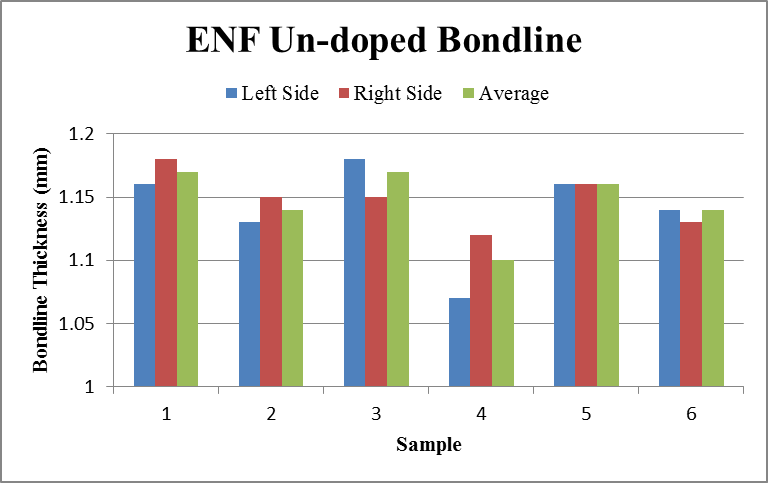 ENF Un-doped Bondline
Left Side Right Side Average
Bondline Thickness (mm)
1.2
1.15
1.1
1.05
1
1 2 3 4 5 6
Sample